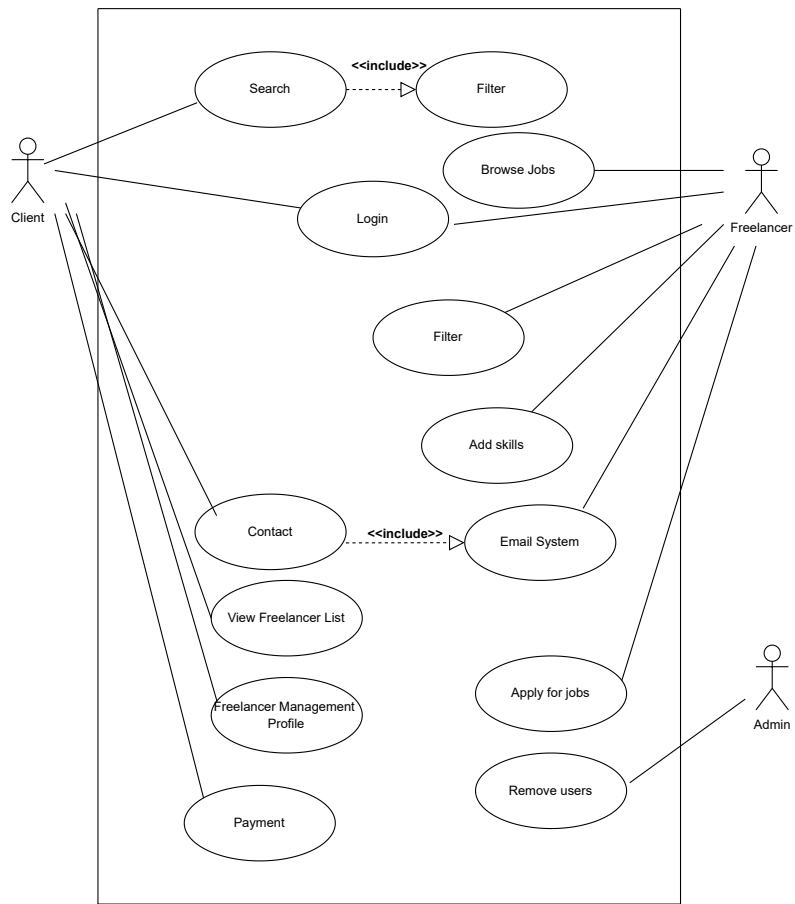 <<include>>
Search
Filter
Browse Jobs
Client
Login
Freelancer
Filter
Add skills
Contact
<<include>>
Email System
View Freelancer List
Apply for jobs
Freelancer Management
Profile
Admin
Remove users
Payment